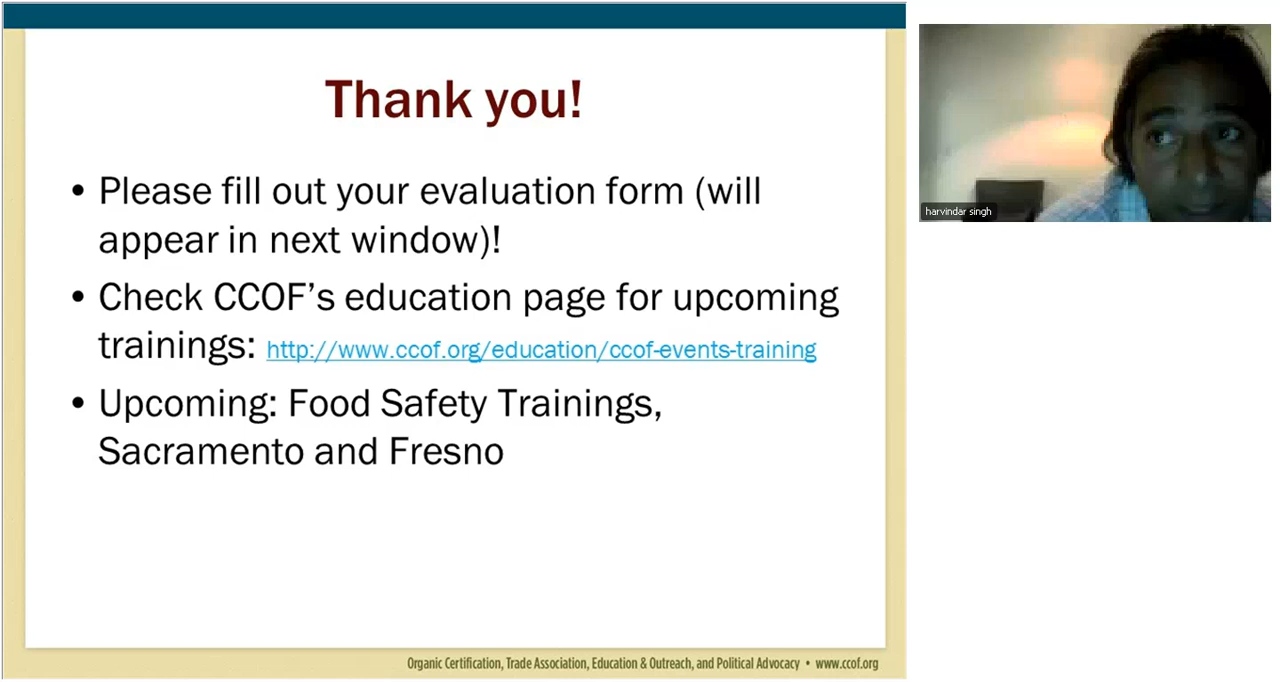 Thank you!
• Please fill out your evaluation form (will
appear in next window)!
• Check CCOF’s education page for upcoming
trainings: http://www.ccof.org/education/ccof-events-training
• Upcoming: Food Safety Trainings,
Sacramento and Fresno
Organic Certification, Trade Association, Education & Outreach, and Political Advocacy • www.ccof.org
harvindar singh